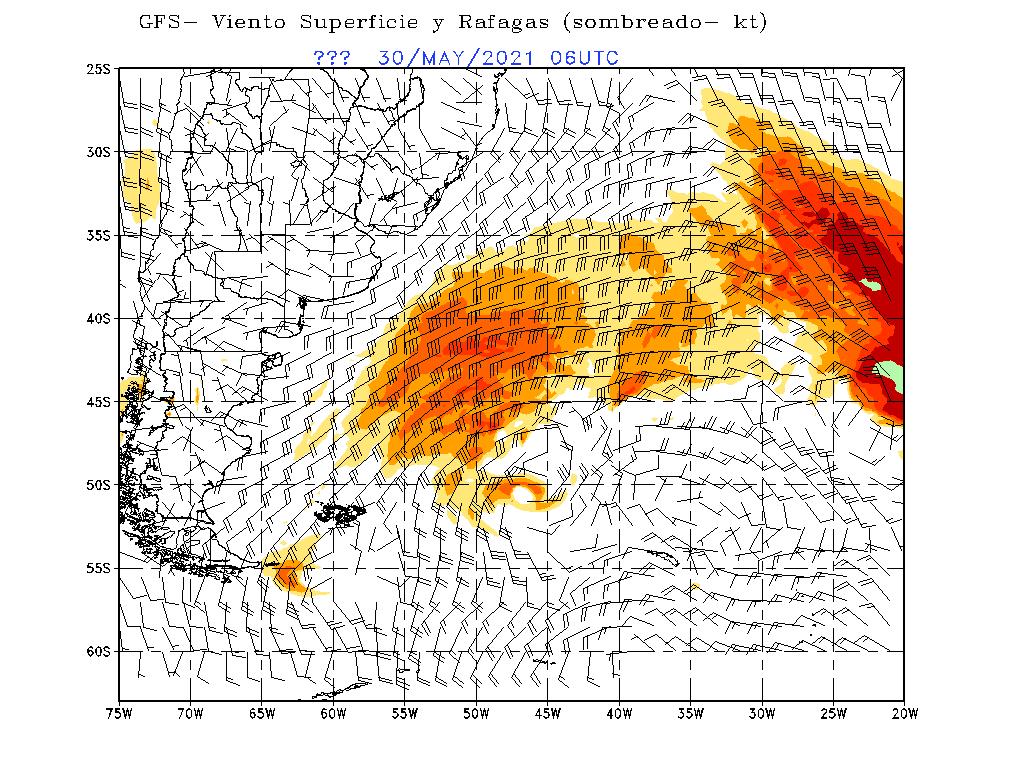 GFS- Viento Superficie y Rafagas (sombreado- kt)
??? 30/MAY/2021 06UTC
25S
30S
35S
40S
45S
50S
55S
60S
75W 70W 65W 60W 55W 50W 45W 40W 35W 30W 25W 20W